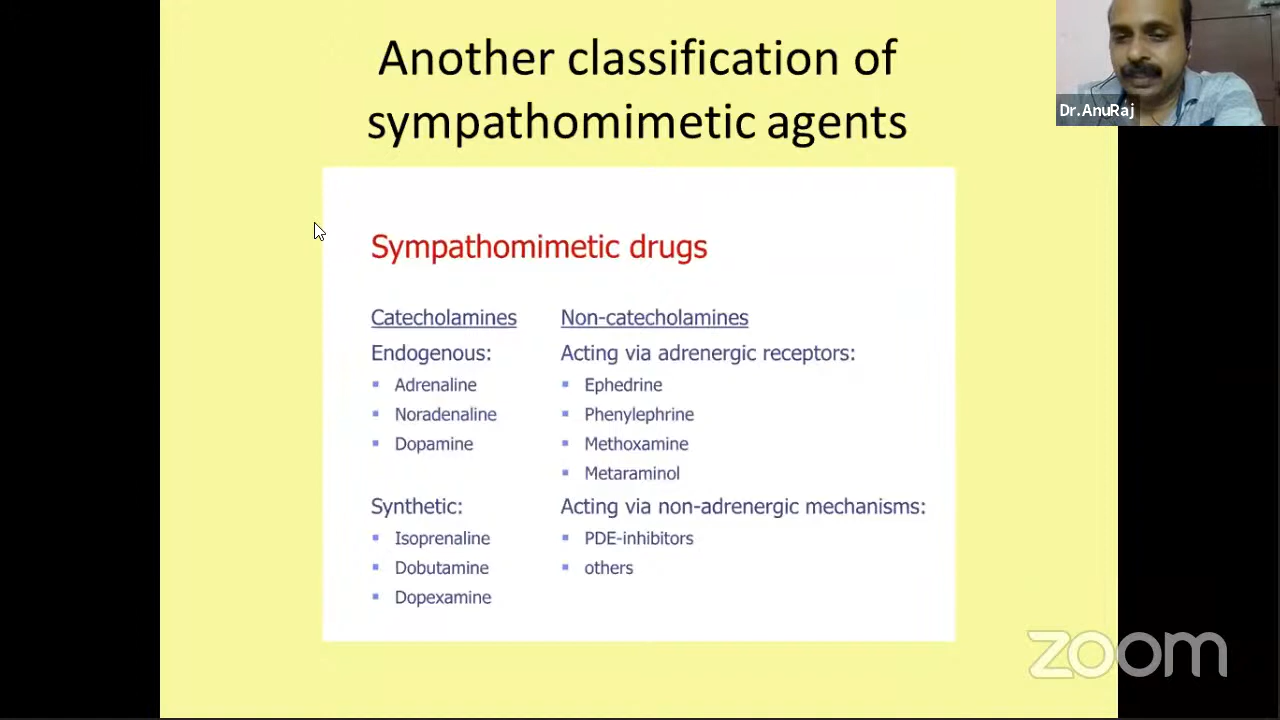 Another classification of
sympathomimetic agents
Dr.AnuRaj
Sympathomimetic drugs
Catecholamines
Endogenous:
Adrenaline
Noradenaline
Dopamine
Synthetic:
Isoprenaline
Dobutamine
Dopexamine
Non-catecholamines
Acting via adrenergic receptors:
Ephedrine
Phenylephrine
Methoxamine
Metaraminol
Acting via non-adrenergic mechanisms:
PDE-inhibitors
others
zoom